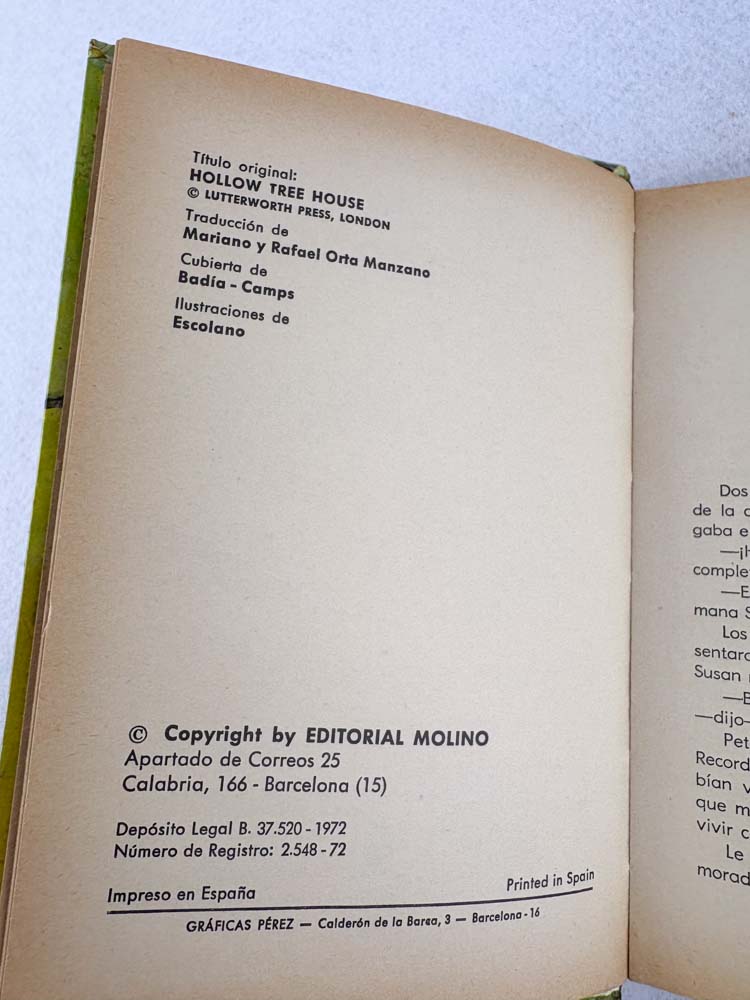 Título original:
HOLLOW TREE HOUSE
© LUTTERWORTH PRESS, LONDON
Traducción de
Mariano y Rafael Orta Manzano
Cubierta de
Badía - Camps
Ilustraciones de
Escolano
© Copyright by EDITORIAL MOLINO
Apartado de Correos 25
Calabria, 166 - Barcelona (15)
Depósito Legal B. 37.520 - 1972
Número de Registro: 2.548 - 72
Impreso en España
Printed in Spain
GRÁFICAS PÉREZ — Calderón de la Barca, 3 — Barcelona - 16
Dos
de la
gaba
comple
mana
Los
sentaro
Susan
—dijo—
Pet
Record
bían
que
vivir
Le
morad